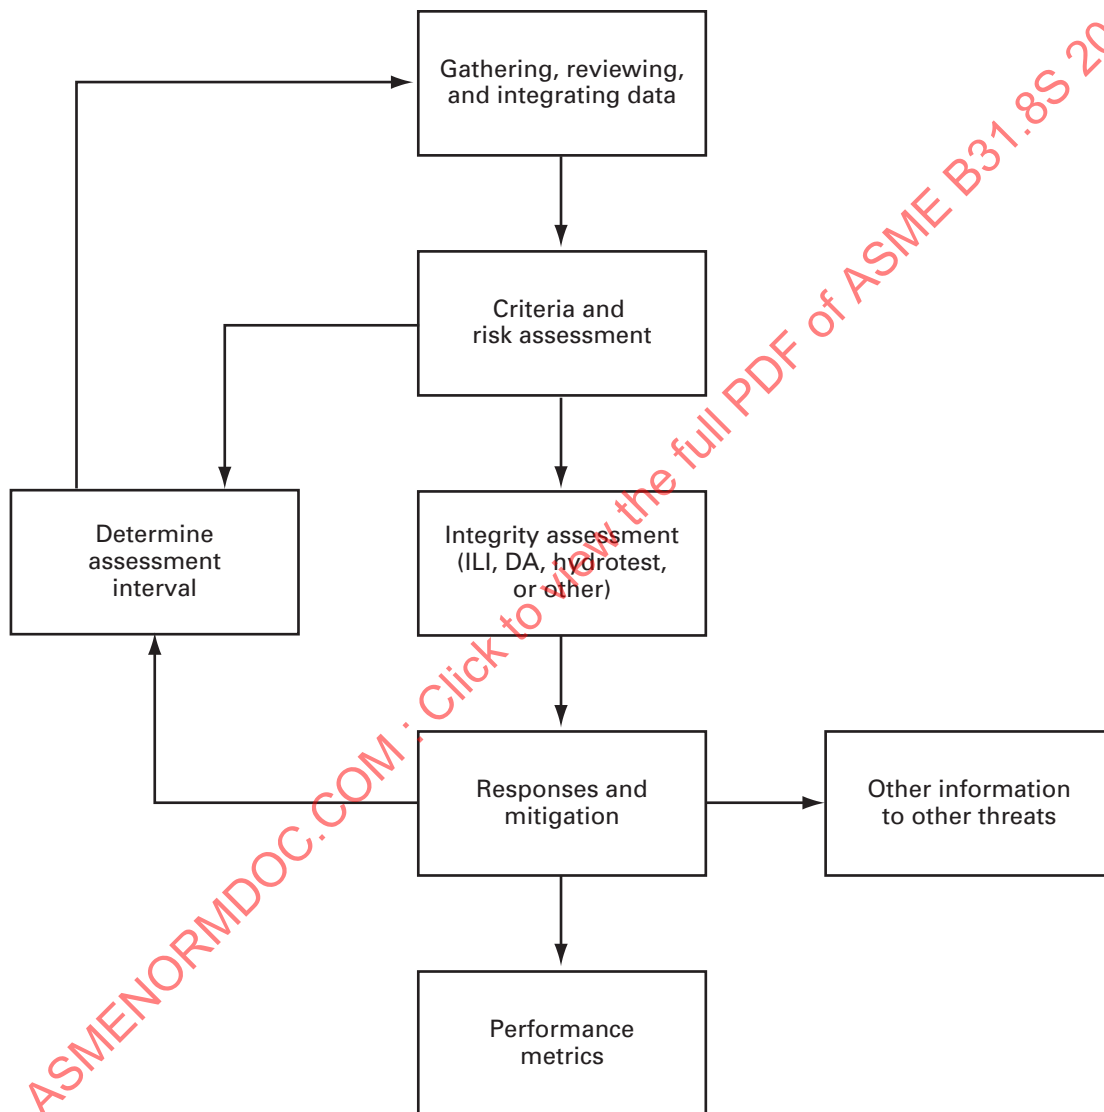 Gathering, reviewing,
and integrating data
Criteria and
risk assessment
Determine
assessment
interval
Integrity assessment
(ILI, DA, hydrotest,
or other)
Responses and
mitigation
Other information
to other threats
Performance
metrics
ASMENORMDOC.COM : Click to view the full PDF of ASME B31.8S 20